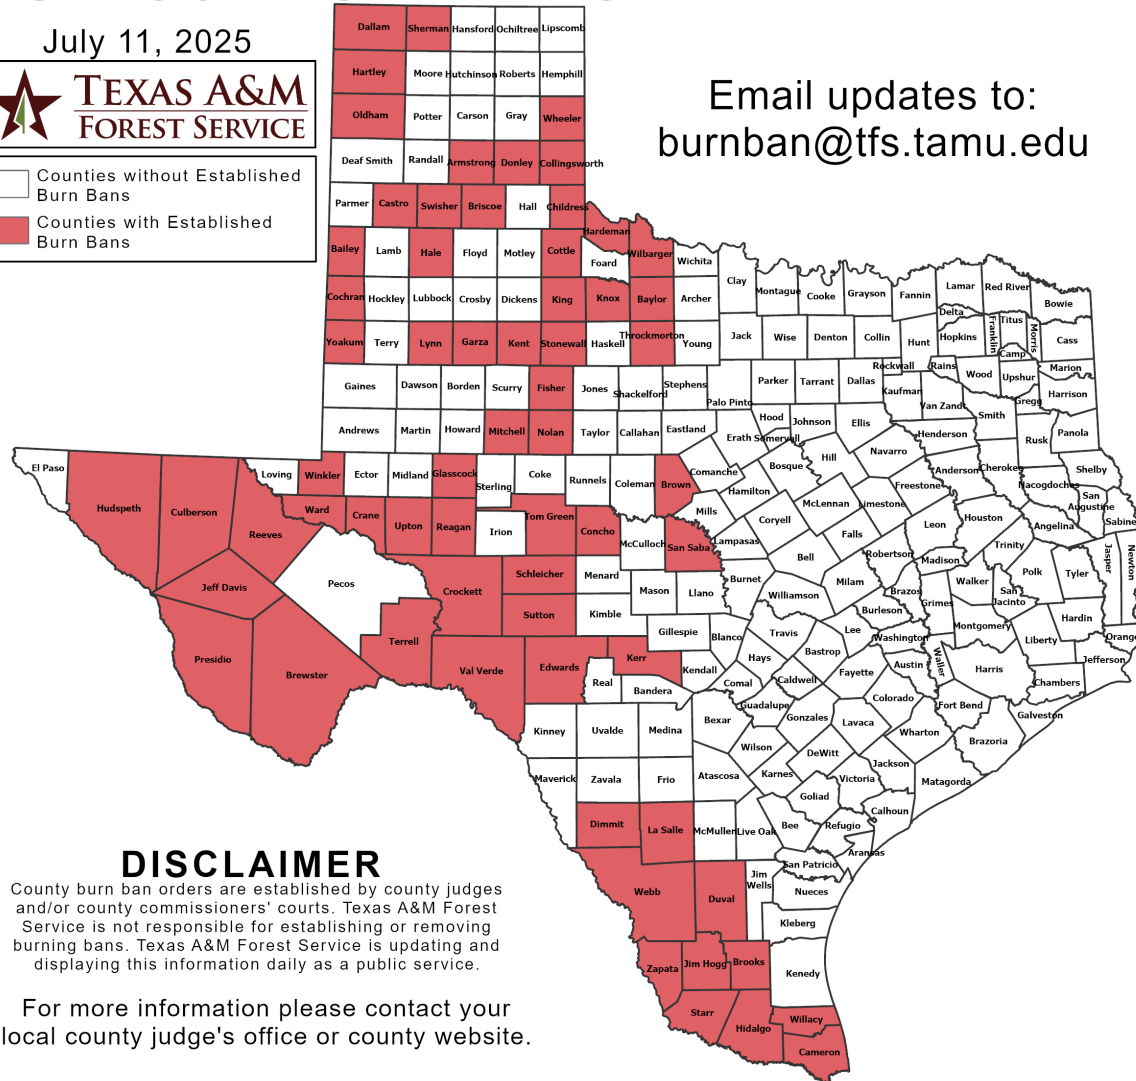 July 11, 2025
TEXAS A&M
FOREST SERVICE
Counties without Established
Burn Bans
Counties with Established
Burn Bans
Email updates to:
burnban@tfs.tamu.edu
Dallam Sherman Hansford Ochiltree Lipscomb
Hartley Moore Hutchinson Roberts Hemphill
Oldham Potter Carson Gray Wheeler
Deaf Smith Randall Armstrong Donley Collingsworth
Parmer Castro Swisher Briscoe Hall Childress
Hardeman
Bailey Lamb Hale Floyd Motley Cottle Foard Wilbarger Wichita
Clay Montague Cooke Grayson Fannin Lamar Red River Bowie
Cochran Hockley Lubbock Crosby Dickens King Knox Baylor Archer
Delta Franklin Titus Morris Cass
Yoakum Terry Lynn Garza Kent Stonewall Haskell Throckmorton Young Jack Wise Denton Collin Hunt Hopkins
Camp
Rockwall Rains Wood Upshur Marion
Gaines Dawson Borden Scurry Fisher Jones Shackelford Stephens Palo Pinto Parker Tarrant Dallas Kaufman Van Zandt Smith Gregg Harrison
Andrews Martin Howard Mitchell Nolan Taylor Callahan Eastland Erath Hood Somervell Johnson Ellis Henderson Rusk Panola
El Paso Loving Winkler Ector Midland Glasscock Sterling Coke Runnels Coleman Brown Comanche Bosque Hill Navarro Anderson Cherokee Shelby
Hamilton McLennan Limestone Freestone Nacogdoches San
Augustine
Hudspeth Culberson Reeves Ward Crane Upton Reagan Irion Tom Green Concho McCulloch San Saba Mills Lampasas Coryell Falls Leon Houston Angelina Sabine
Jeff Davis Pecos Crockett Schleicher Menard Mason Llano Burnet Bell Milam Robertson Madison Trinity Polk Tyler Jasper Newton
Sutton Kimble Williamson Brazos Burleson Grimes Walker San
Jacinto
Presidio Brewster Terrell Val Verde Edwards Kerr Gillespie Blanco Travis Lee Washington Montgomery Liberty Hardin Orange
Real Bandera Kendall Hays Bastrop Fayette Austin Waller Harris Chambers Jefferson
Comal Caldwell Guadalupe Gonzales Colorado Fort Bend Galveston
Kinney Uvalde Medina Bexar Wilson Lavaca Wharton Brazoria
Maverick Zavala Frio Atascosa Karnes DeWitt Jackson Victoria Matagorda
Goliad Calhoun
Dimmit La Salle McMullen Live Oak Bee Refugio Aransas
San Patricio
Webb Duval Jim
Wells Nueces
Kleberg
Zapata Jim Hogg Brooks Kenedy
Starr Hidalgo Willacy
Cameron
DISCLAIMER
County burn ban orders are established by county judges
and/or county commissioners' courts. Texas A&M Forest
Service is not responsible for establishing or removing
burning bans. Texas A&M Forest Service is updating and
displaying this information daily as a public service.
For more information please contact your
local county judge's office or county website.